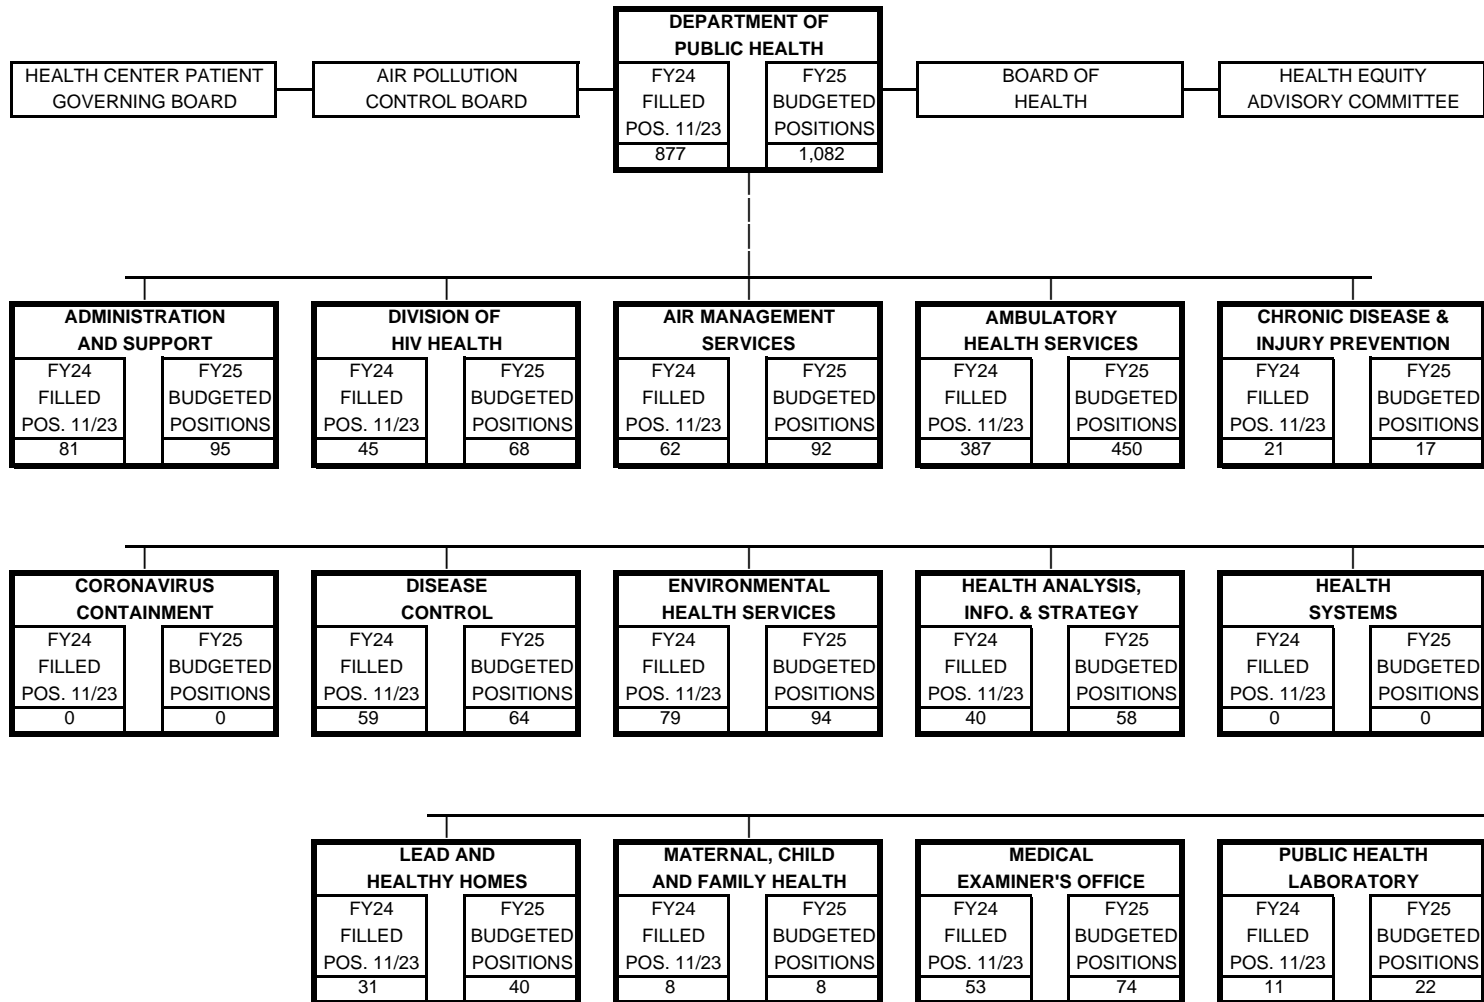 DEPARTMENT OF
PUBLIC HEALTH
HEALTH CENTER PATIENT
GOVERNING BOARD
AIR POLLUTION
CONTROL BOARD
FY24 FY25
FILLED BUDGETED
POS. 11/23 POSITIONS
877 1,082
BOARD OF
HEALTH
HEALTH EQUITY
ADVISORY COMMITTEE
ADMINISTRATION
AND SUPPORT
FY24 FY25
FILLED BUDGETED
POS. 11/23 POSITIONS
81 95
DIVISION OF
HIV HEALTH
FY24 FY25
FILLED BUDGETED
POS. 11/23 POSITIONS
45 68
AIR MANAGEMENT
SERVICES
FY24 FY25
FILLED BUDGETED
POS. 11/23 POSITIONS
62 92
AMBULATORY
HEALTH SERVICES
FY24 FY25
FILLED BUDGETED
POS. 11/23 POSITIONS
387 450
CHRONIC DISEASE &
INJURY PREVENTION
FY24 FY25
FILLED BUDGETED
POS. 11/23 POSITIONS
21 17
CORONAVIRUS
CONTAINMENT
FY24 FY25
FILLED BUDGETED
POS. 11/23 POSITIONS
0 0
DISEASE
CONTROL
FY24 FY25
FILLED BUDGETED
POS. 11/23 POSITIONS
59 64
ENVIRONMENTAL
HEALTH SERVICES
FY24 FY25
FILLED BUDGETED
POS. 11/23 POSITIONS
79 94
HEALTH ANALYSIS,
INFO. & STRATEGY
FY24 FY25
FILLED BUDGETED
POS. 11/23 POSITIONS
40 58
HEALTH
SYSTEMS
FY24 FY25
FILLED BUDGETED
POS. 11/23 POSITIONS
0 0
LEAD AND
HEALTHY HOMES
FY24 FY25
FILLED BUDGETED
POS. 11/23 POSITIONS
31 40
MATERNAL, CHILD
AND FAMILY HEALTH
FY24 FY25
FILLED BUDGETED
POS. 11/23 POSITIONS
8 8
MEDICAL
EXAMINER'S OFFICE
FY24 FY25
FILLED BUDGETED
POS. 11/23 POSITIONS
53 74
PUBLIC HEALTH
LABORATORY
FY24 FY25
FILLED BUDGETED
POS. 11/23 POSITIONS
11 22